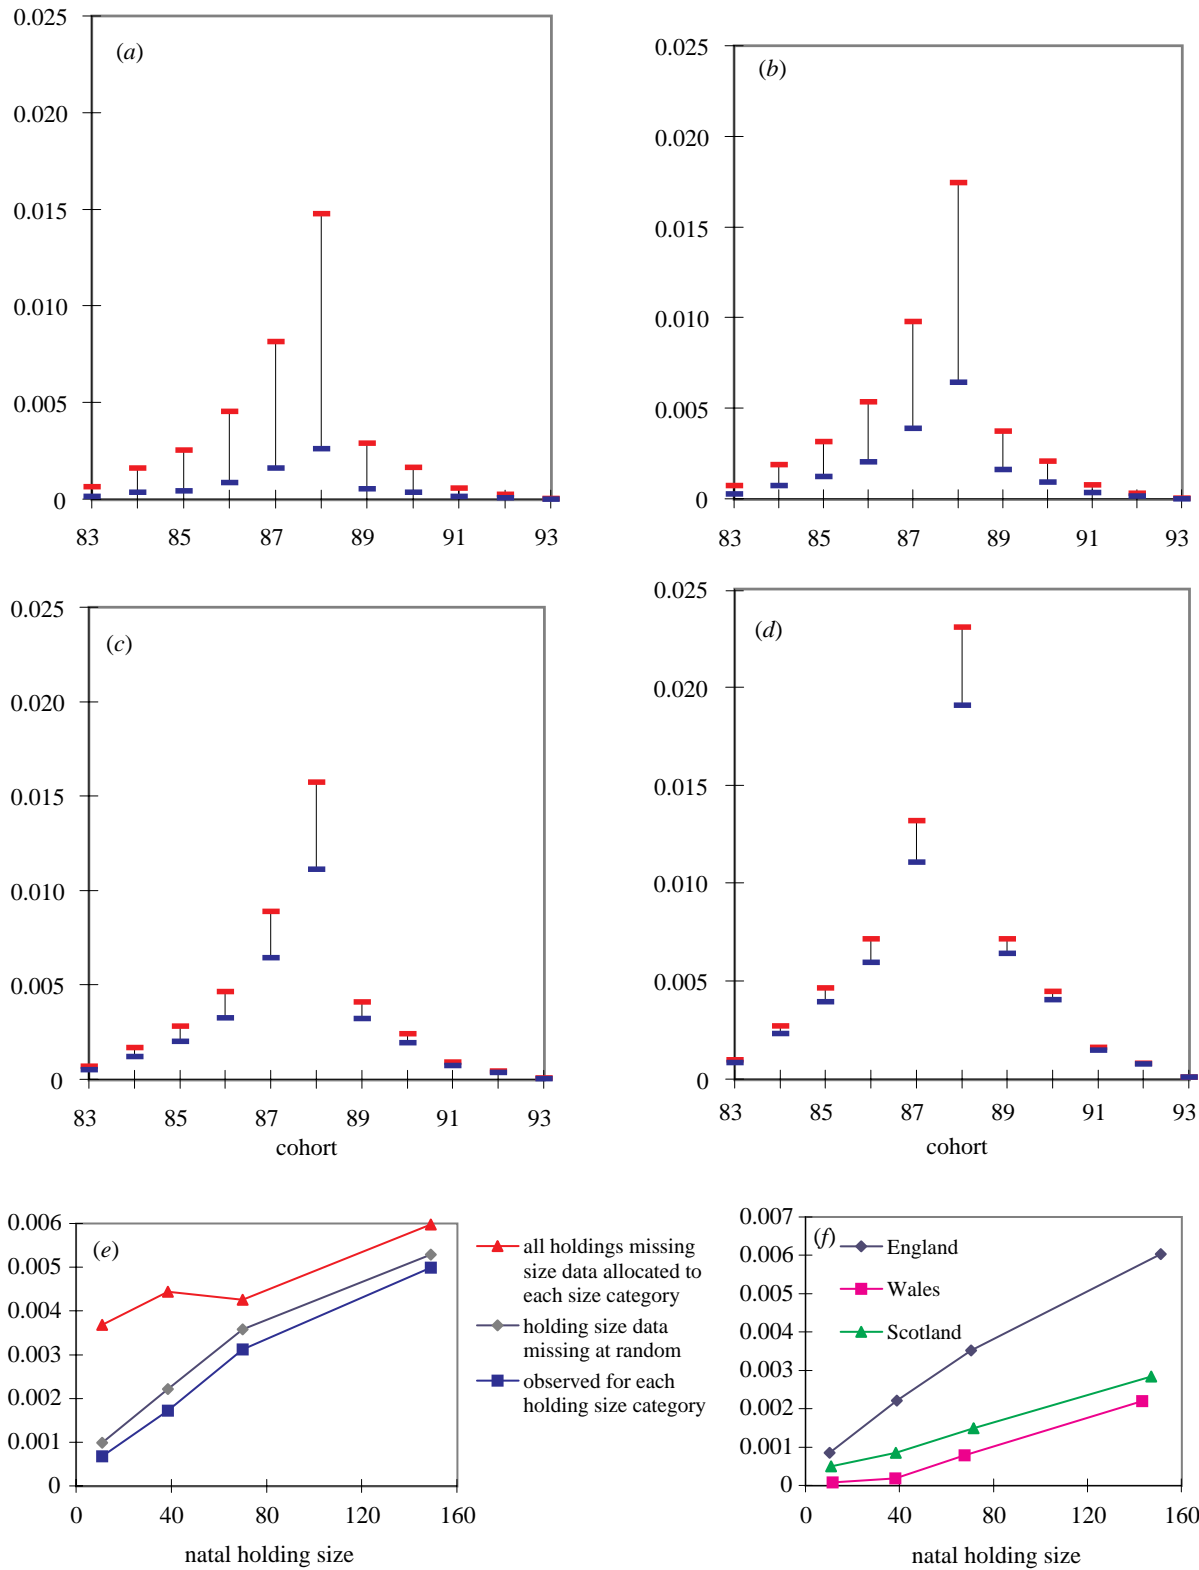 (a)
0.025
0.020
0.015
0.010
0.005
0
83 85 87 89 91 93
(b)
0.025
0.020
0.015
0.010
0.005
0
83 85 87 89 91 93
(c)
0.025
0.020
0.015
0.010
0.005
0
83 85 87 89 91 93
cohort
(d)
0.025
0.020
0.015
0.010
0.005
0
83 85 87 89 91 93
cohort
(e)
0.006
0.005
0.004
0.003
0.002
0.001
0
0 40 80 120 160
natal holding size
all holdings missing
size data allocated to
each size category
holding size data
missing at random
observed for each
holding size category
(f)
0.007
0.006
0.005
0.004
0.003
0.002
0.001
0
England
Wales
Scotland
0 40 80 120 160
natal holding size